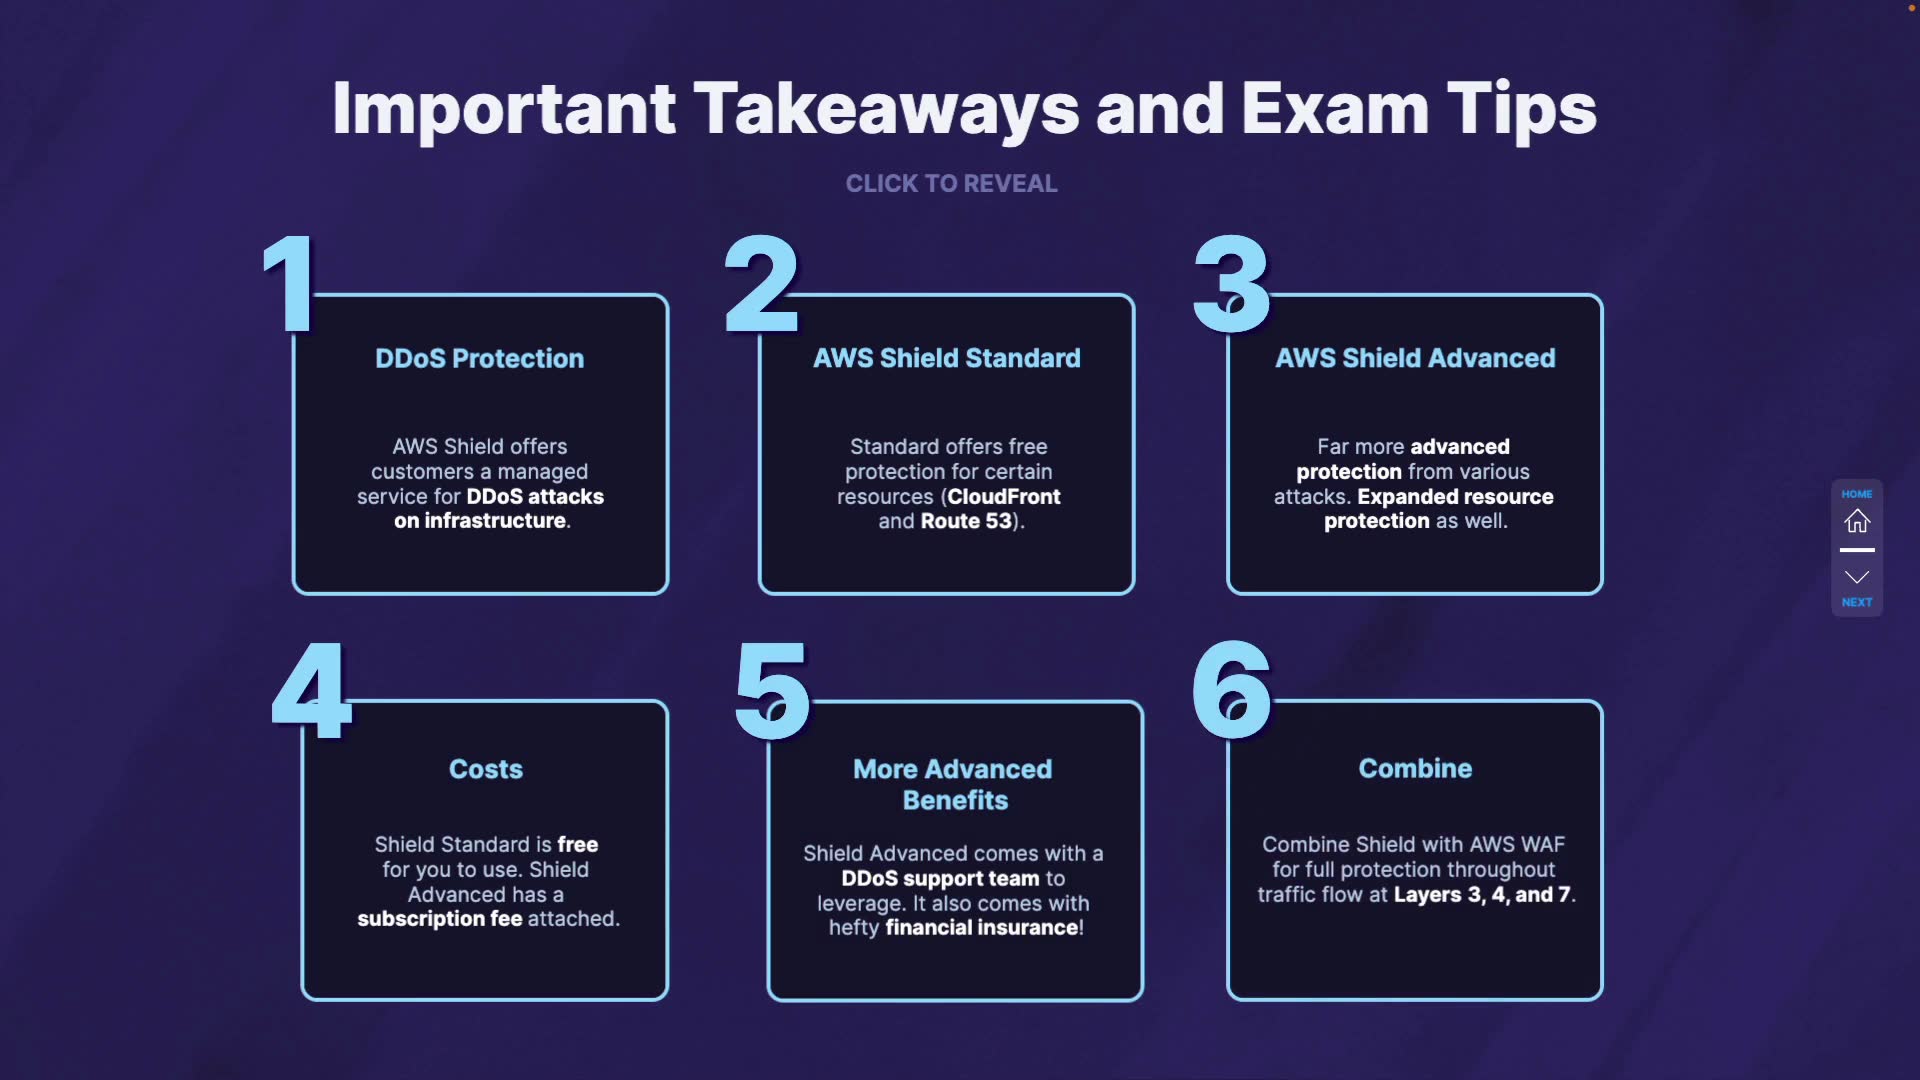 Important Takeaways and Exam Tips
CLICK TO REVEAL
1
DDoS Protection
AWS Shield offers
customers a managed
service for DDoS attacks
on infrastructure.
2
AWS Shield Standard
Standard offers free
protection for certain
resources (CloudFront
and Route 53).
3
AWS Shield Advanced
Far more advanced
protection from various
attacks. Expanded resource
protection as well.
4
Costs
Shield Standard is free
for you to use. Shield
Advanced has a
subscription fee attached.
5
More Advanced
Benefits
Shield Advanced comes with a
DDoS support team to
leverage. It also comes with
hefty financial insurance!
6
Combine
Combine Shield with AWS WAF
for full protection throughout
traffic flow at Layers 3, 4, and 7.
HOME
NEXT